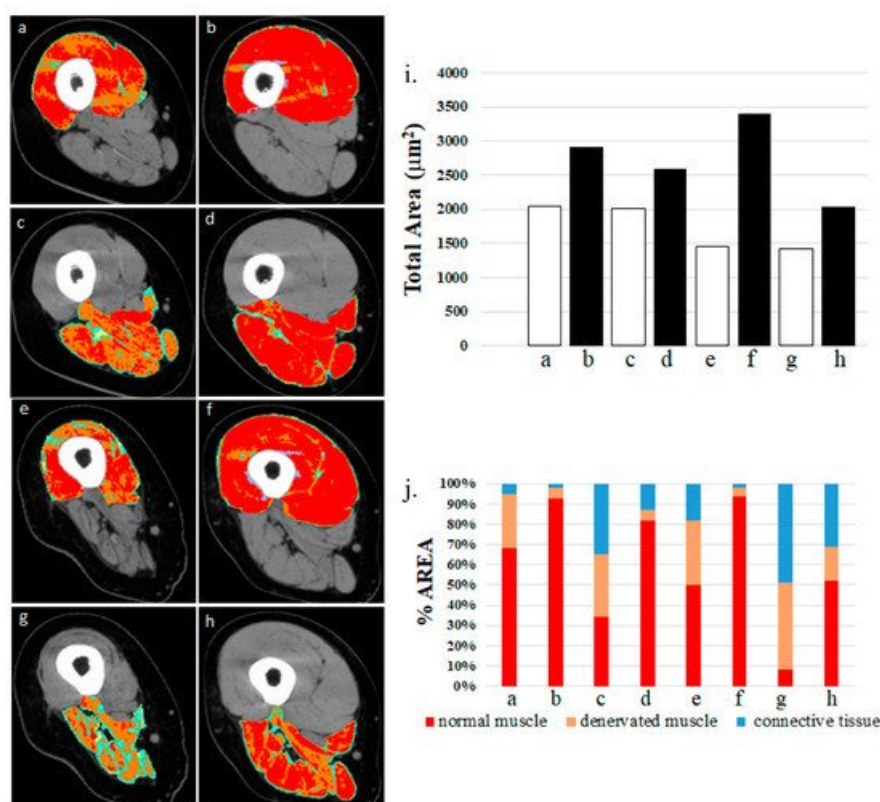 a
b
c
d
e
f
g
h
i.
Total Area (μm²)
4000
3500
3000
2500
2000
1500
1000
500
0
a b c d e f g h
j.
% AREA
100%
90%
80%
70%
60%
50%
40%
30%
20%
10%
0%
a b c d e f g h
normal muscle denervated muscle connective tissue